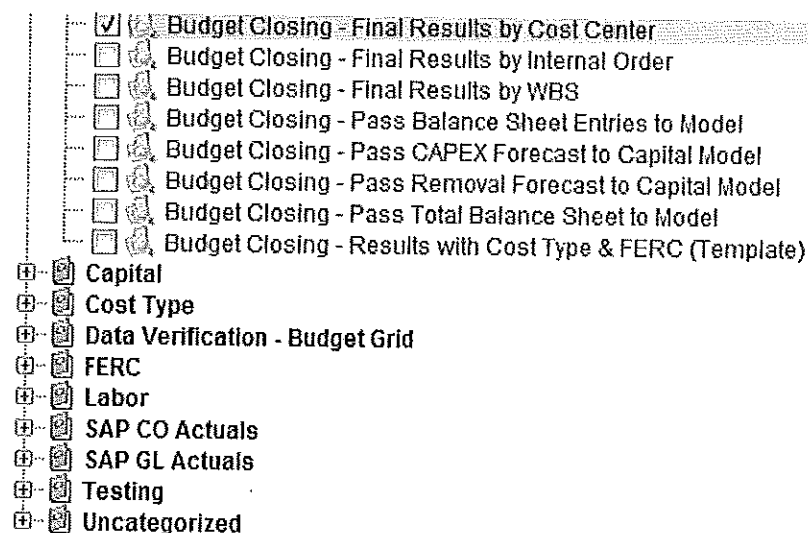 Budget Closing - Final Results by Cost Center
Budget Closing - Final Results by Internal Order
Budget Closing - Final Results by WBS
Budget Closing - Pass Balance Sheet Entries to Model
Budget Closing - Pass CAPEX Forecast to Capital Model
Budget Closing - Pass Removal Forecast to Capital Model
Budget Closing - Pass Total Balance Sheet to Model
Budget Closing - Results with Cost Type & FERC (Template)
Capital
Cost Type
Data Verification - Budget Grid
FERC
Labor
SAP CO Actuals
SAP GL Actuals
Testing
Uncategorized